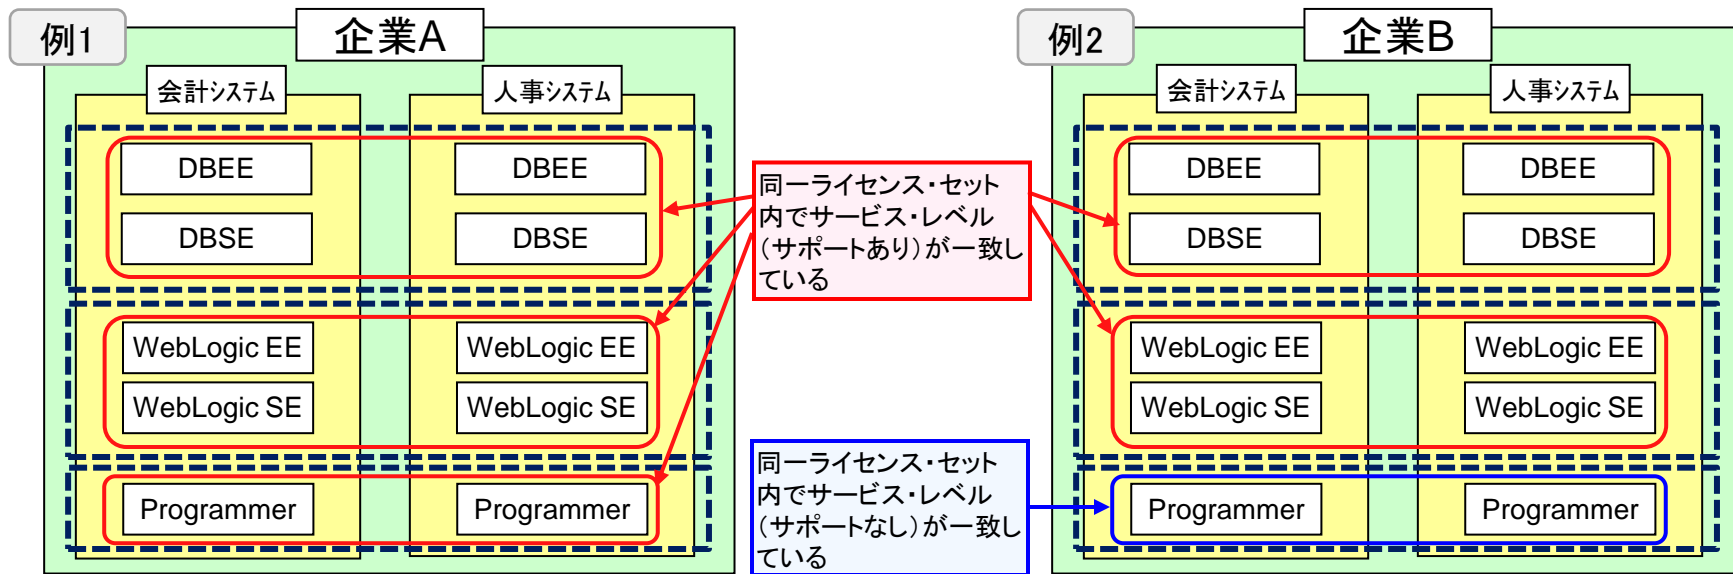 例1
企業A
会計システム
人事システム
DBEE
DBEE
DBSE
DBSE
WebLogic EE
WebLogic EE
WebLogic SE
WebLogic SE
Programmer
Programmer
同一ライセンス・セット
内でサービス・レベル
(サポートあり)が一致し
ている
同一ライセンス・セット
内でサービス・レベル
(サポートなし)が一致し
ている
例2
企業B
会計システム
人事システム
DBEE
DBEE
DBSE
DBSE
WebLogic EE
WebLogic EE
WebLogic SE
WebLogic SE
Programmer
Programmer